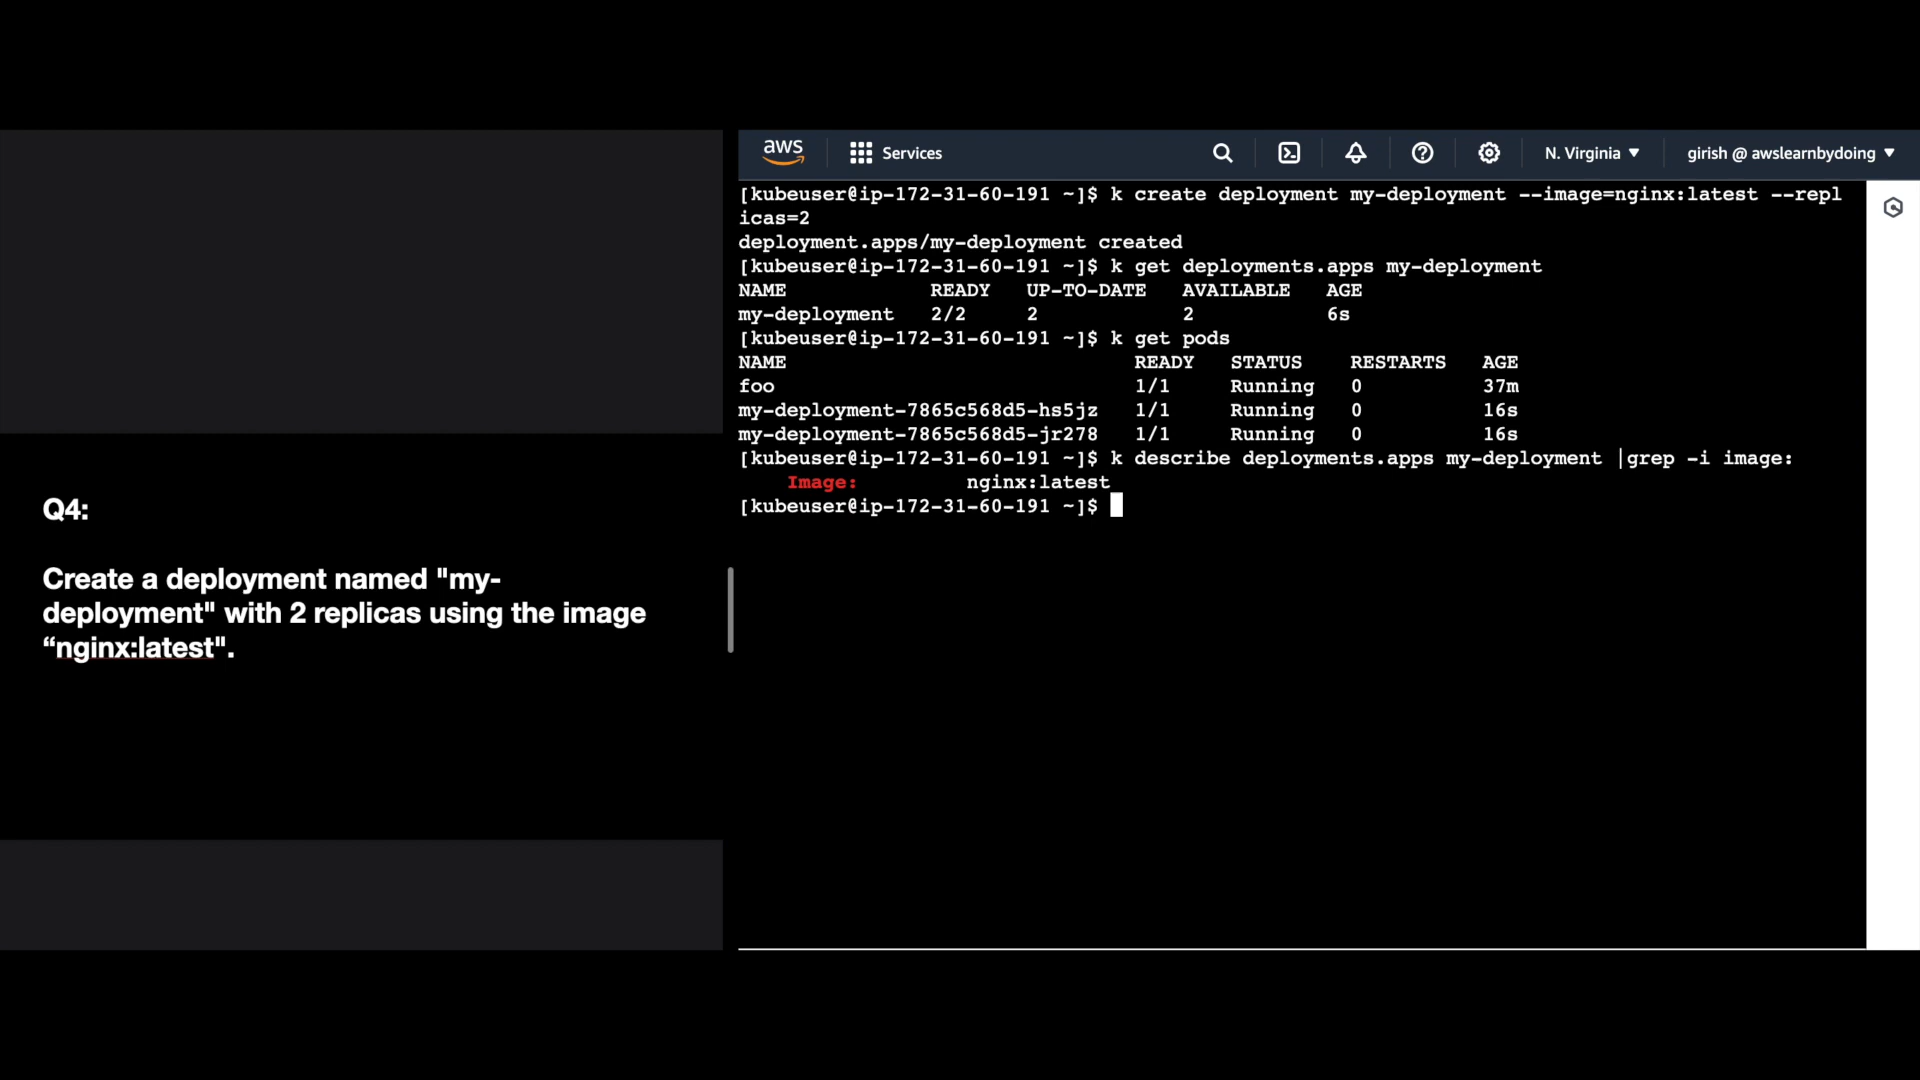 Q4:
Create a deployment named "my-
deployment" with 2 replicas using the image
“nginx:latest".
aws
Services
N. Virginia
girish @ awslearnbydoing
[kubeuser@ip-172-31-60-191 ~]$ k create deployment my-deployment --image=nginx:latest --repl
icas=2
deployment.apps/my-deployment created
[kubeuser@ip-172-31-60-191 ~]$ k get deployments.apps my-deployment
NAME            READY   UP-TO-DATE   AVAILABLE   AGE
my-deployment   2/2     2            2           6s
[kubeuser@ip-172-31-60-191 ~]$ k get pods
NAME                             READY   STATUS    RESTARTS   AGE
foo                              1/1     Running   0          37m
my-deployment-7865c568d5-hs5jz   1/1     Running   0          16s
my-deployment-7865c568d5-jr278   1/1     Running   0          16s
[kubeuser@ip-172-31-60-191 ~]$ k describe deployments.apps my-deployment |grep -i image:
    Image:         nginx:latest
[kubeuser@ip-172-31-60-191 ~]$